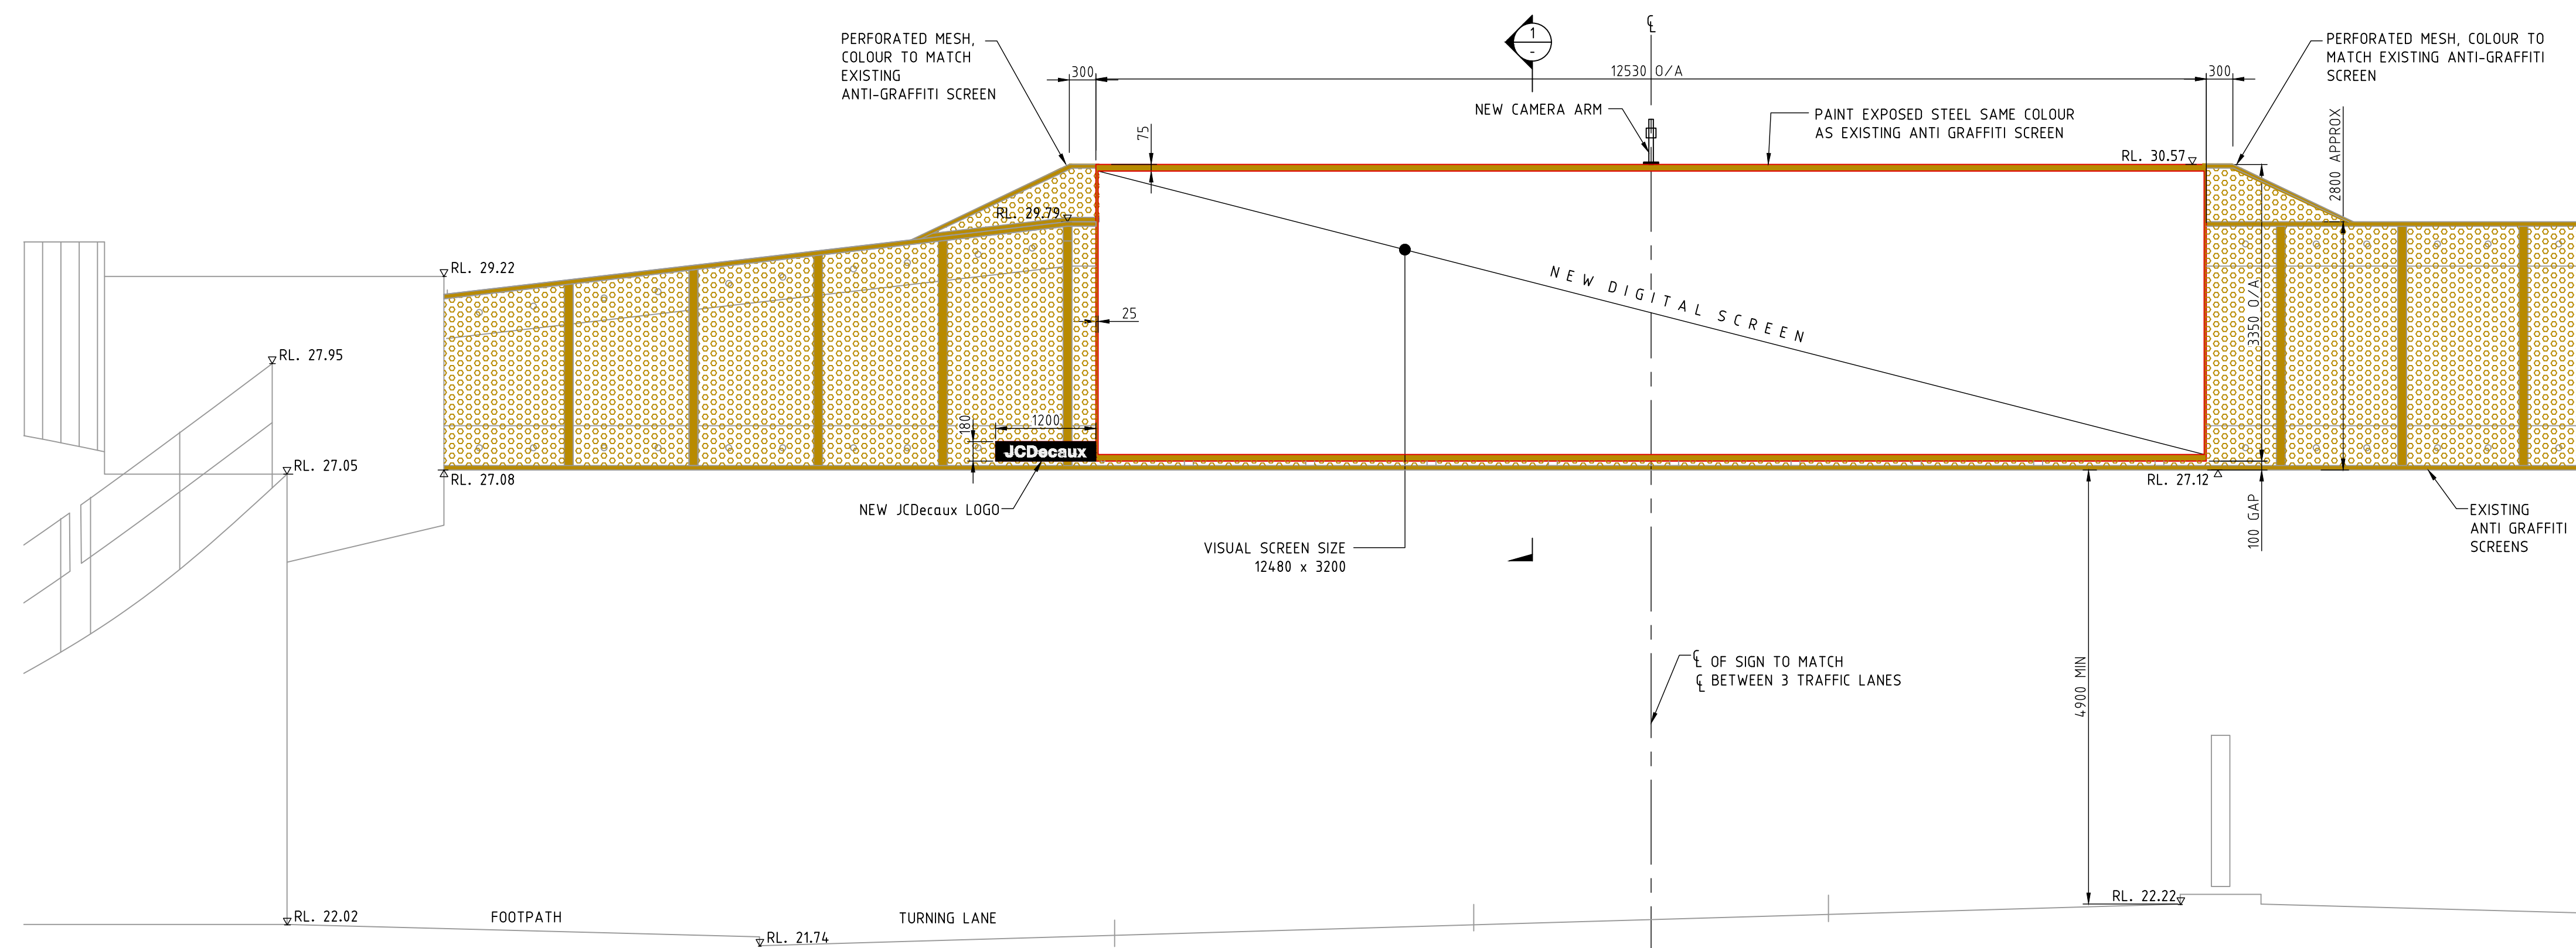 PERFORATED MESH,
COLOUR TO MATCH
EXISTING
ANTI-GRAFFITI SCREEN
300
12530 O/A
℄
1
-
NEW CAMERA ARM
PAINT EXPOSED STEEL SAME COLOUR
AS EXISTING ANTI GRAFFITI SCREEN
300
PERFORATED MESH, COLOUR TO
MATCH EXISTING ANTI-GRAFFITI
SCREEN
75
RL. 30.57
2800 APPROX
RL. 29.79
RL. 29.22
NEW DIGITAL SCREEN
25
3350 O/A
RL. 27.95
180
1200
JCDecaux
RL. 27.05
RL. 27.08
RL. 27.12
NEW JCDecaux LOGO
100 GAP
EXISTING
ANTI GRAFFITI
SCREENS
VISUAL SCREEN SIZE
12480 x 3200
℄ OF SIGN TO MATCH
℄ BETWEEN 3 TRAFFIC LANES
4900 MIN
RL. 22.22
RL. 22.02
FOOTPATH
TURNING LANE
RL. 21.74